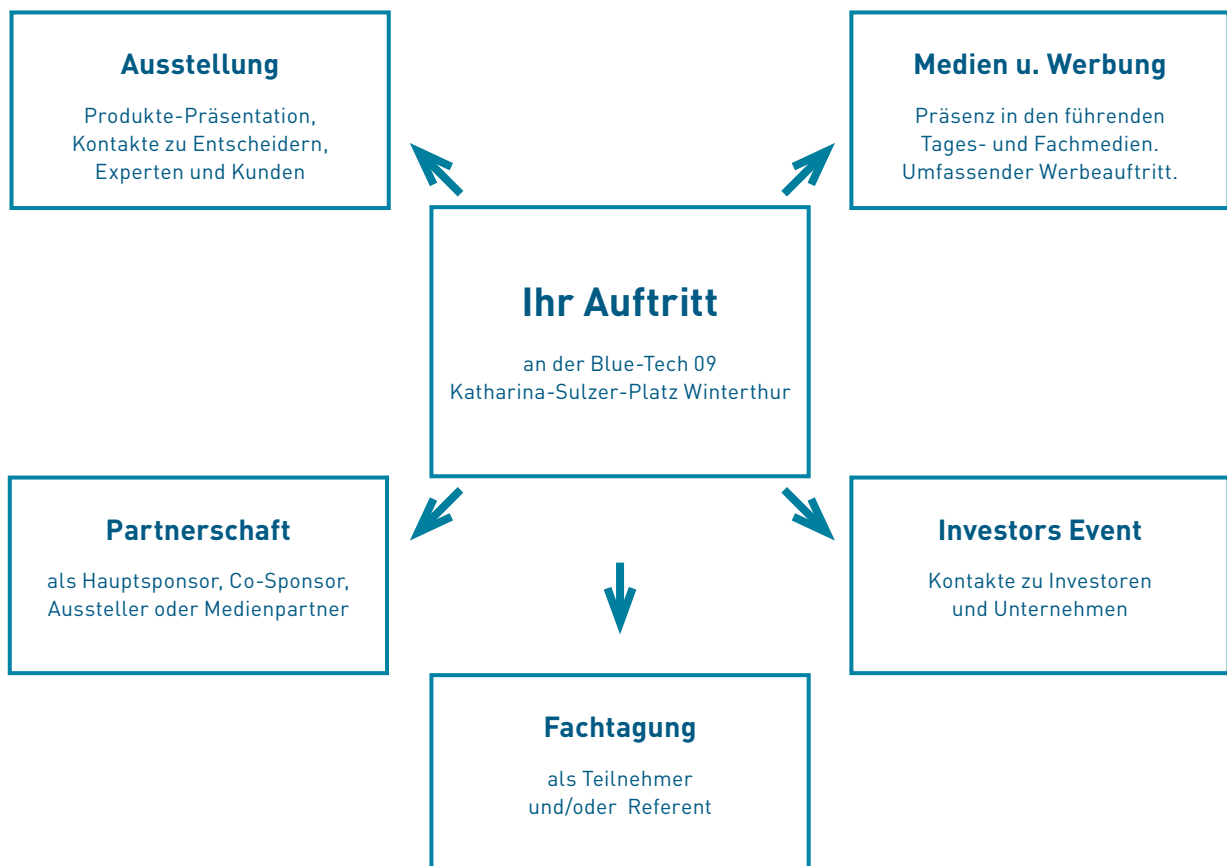 Ausstellung
Produkte-Präsentation,
Kontakte zu Entscheidern,
Experten und Kunden
Medien u. Werbung
Präsenz in den führenden
Tages- und Fachmedien.
Umfassender Werbeauftritt.
Ihr Auftritt
an der Blue-Tech 09
Katharina-Sulzer-Platz Winterthur
Partnerschaft
als Hauptsponsor, Co-Sponsor,
Aussteller oder Medienpartner
Investors Event
Kontakte zu Investoren
und Unternehmen
Fachtagung
als Teilnehmer
und/oder Referent